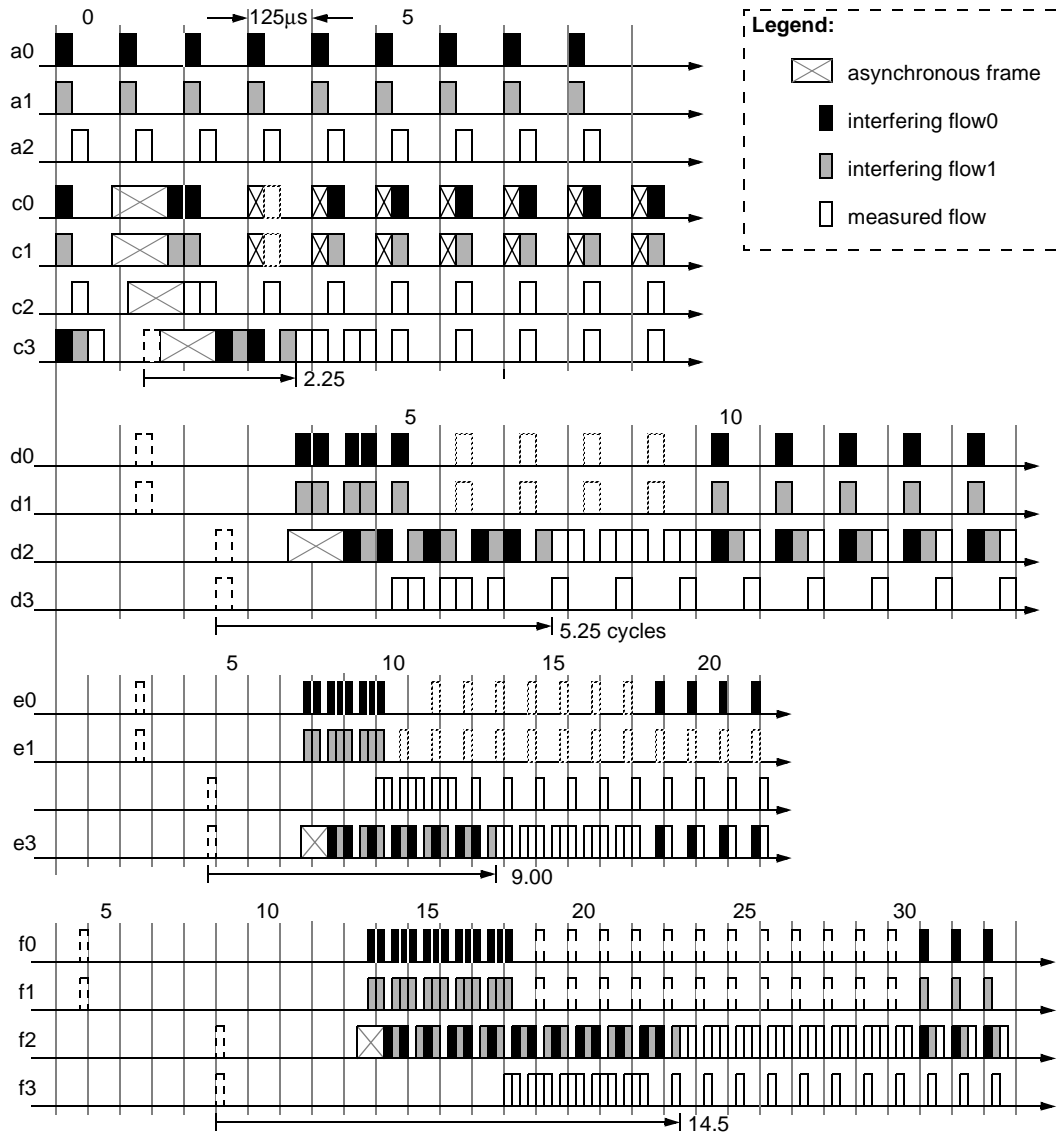 0 125µs 5
a0
a1
a2
c0
c1
c2
c3
2.25
Legend:
asynchronous frame
interfering flow0
interfering flow1
measured flow
5 10
d0
d1
d2
d3
5.25 cycles
5 10 15 20
e0
e1
e3
9.00
5 10 15 20 25 30
f0
f1
f2
f3
14.5